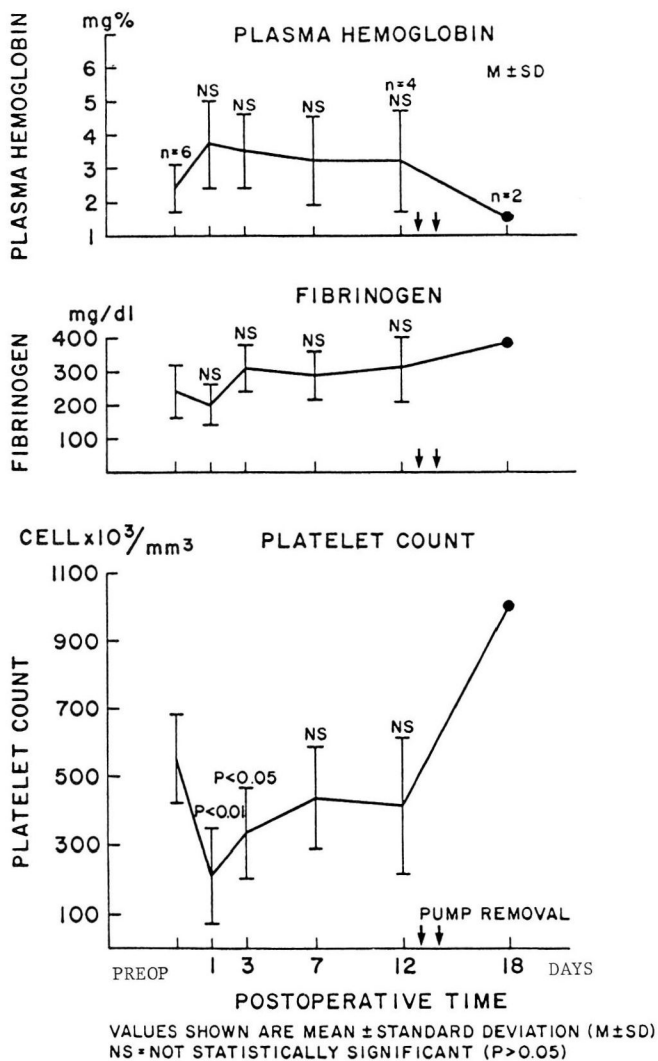 mg%
PLASMA HEMOGLOBIN
PLASMA HEMOGLOBIN
M ± SD
7
6
5
4
3
2
1
n=6
NS
NS
NS
n=4
NS
n=2
FIBRINOGEN
mg/dl
FIBRINOGEN
400
300
200
100
NS
NS
NS
NS
CELL×10³/mm³
PLATELET COUNT
PLATELET COUNT
1100
900
700
500
300
100
P<0.01
P<0.05
NS
NS
PUMP REMOVAL
PREOP 1 3 7 12 18 DAYS
POSTOPERATIVE TIME
VALUES SHOWN ARE MEAN ± STANDARD DEVIATION (M±SD)
NS = NOT STATISTICALLY SIGNIFICANT (P>0.05)